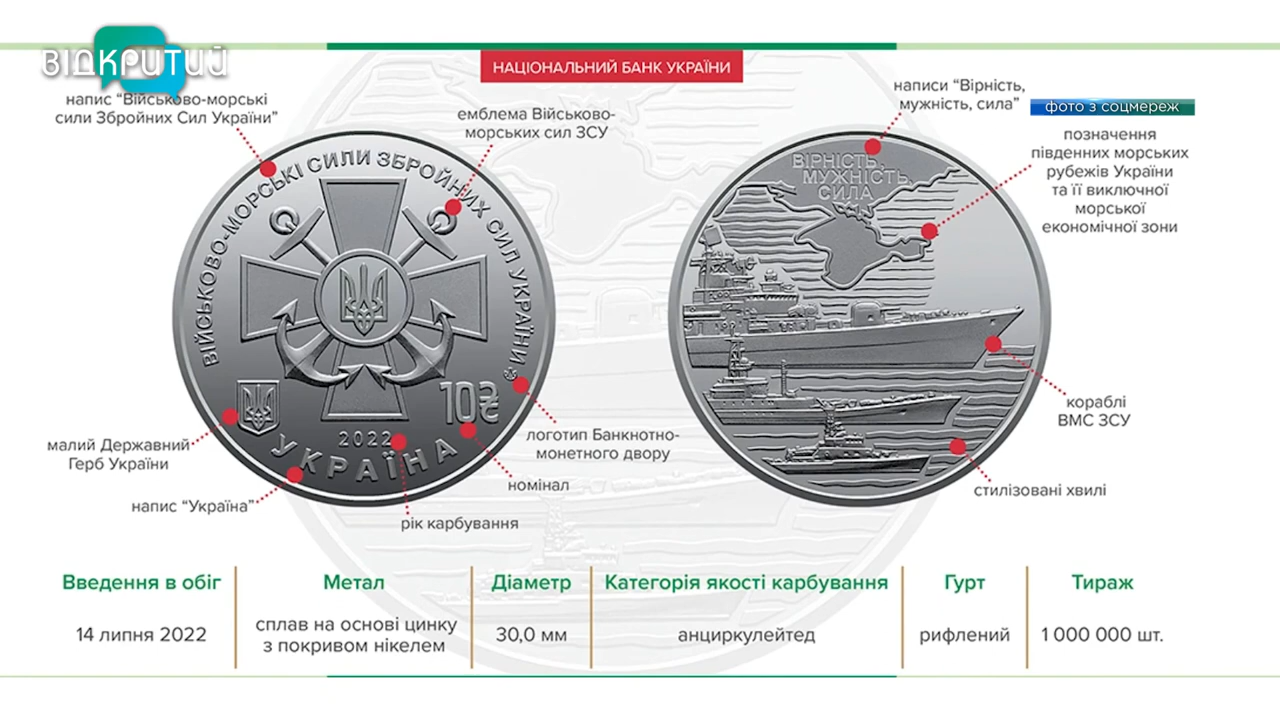 ВІДКРИТИЙ
НАЦІОНАЛЬНИЙ БАНК УКРАЇНИ
напис “Військово-морські
сили Збройних Сил України”
емблема Військово-
морських сил ЗСУ
написи “Вірність,
мужність, сила”
фото з соцмереж
позначення
південних морських
рубежів України
та її виключної
морської
економічної зони
ВІЙСЬКОВО-МОРСЬКІ СИЛИ ЗБРОЙНИХ СИЛ УКРАЇНИ
10₴
2022
УКРАЇНА
ВІРНІСТЬ,
МУЖНІСТЬ,
СИЛА
малий Державний
Герб України
напис “Україна”
рік карбування
номінал
логотип Банкнотно-
монетного двору
кораблі
ВМС ЗСУ
стилізовані хвилі
Введення в обіг
Метал
Діаметр
Категорія якості карбування
Гурт
Тираж
14 липня 2022
сплав на основі цинку
з покривом нікелем
30,0 мм
анциркулейтед
рифлений
1 000 000 шт.